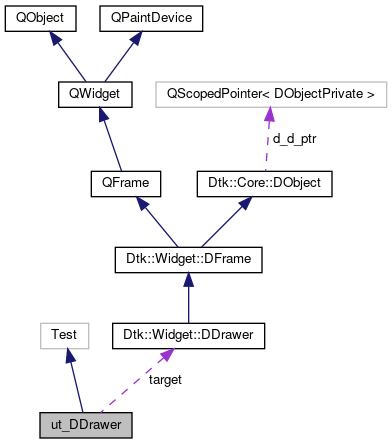 QObject
QPaintDevice
QWidget
QScopedPointer< DObjectPrivate >
d_d_ptr
QFrame
Dtk::Core::DObject
Dtk::Widget::DFrame
Test
Dtk::Widget::DDrawer
target
ut_DDrawer